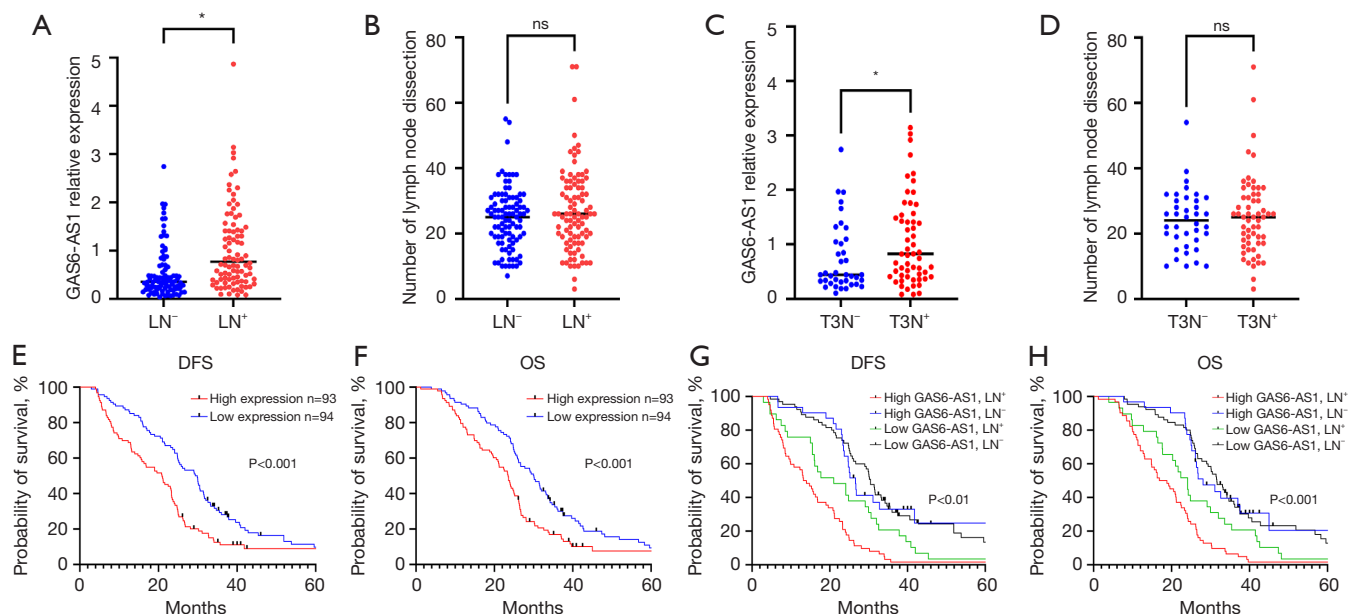 A
*
GAS6-AS1 relative expression
5
4
3
2
1
0
LN⁻ LN⁺
B
ns
Number of lymph node dissection
80
60
40
20
0
LN⁻ LN⁺
C
*
GAS6-AS1 relative expression
5
4
3
2
1
0
T3N⁻ T3N⁺
D
ns
Number of lymph node dissection
80
60
40
20
0
T3N⁻ T3N⁺
E
DFS
Probability of survival, %
100
80
60
40
20
0
High expression n=93
Low expression n=94
P<0.001
0 20 40 60
Months
F
OS
Probability of survival, %
100
80
60
40
20
0
High expression n=93
Low expression n=94
P<0.001
0 20 40 60
Months
G
DFS
Probability of survival, %
100
80
60
40
20
0
High GAS6-AS1, LN⁺
High GAS6-AS1, LN⁻
Low GAS6-AS1, LN⁺
Low GAS6-AS1, LN⁻
P<0.01
0 20 40 60
Months
H
OS
Probability of survival, %
100
80
60
40
20
0
High GAS6-AS1, LN⁺
High GAS6-AS1, LN⁻
Low GAS6-AS1, LN⁺
Low GAS6-AS1, LN⁻
P<0.001
0 20 40 60
Months